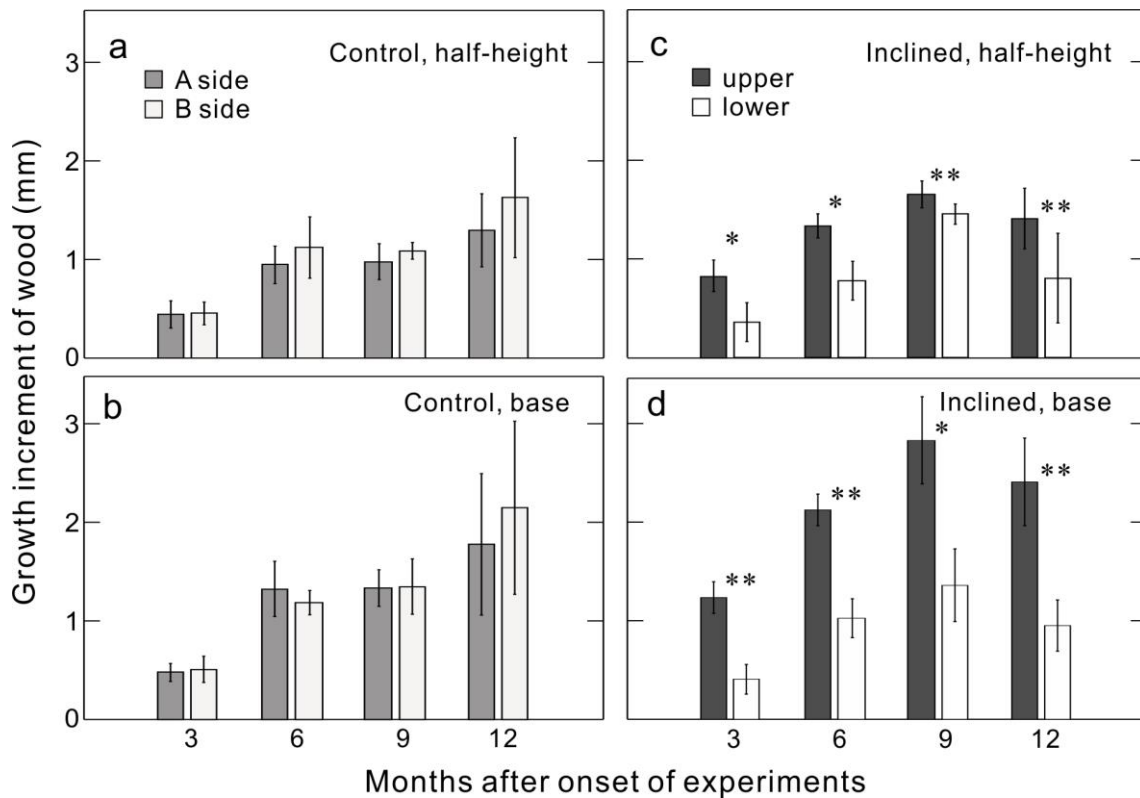 a
Control, half-height
A side
B side
c
Inclined, half-height
upper
lower
3
2
1
0
*
*
**
**
b
Control, base
d
Inclined, base
3
2
1
0
**
**
*
**
3 6 9 12
3 6 9 12
Growth increment of wood (mm)
Months after onset of experiments